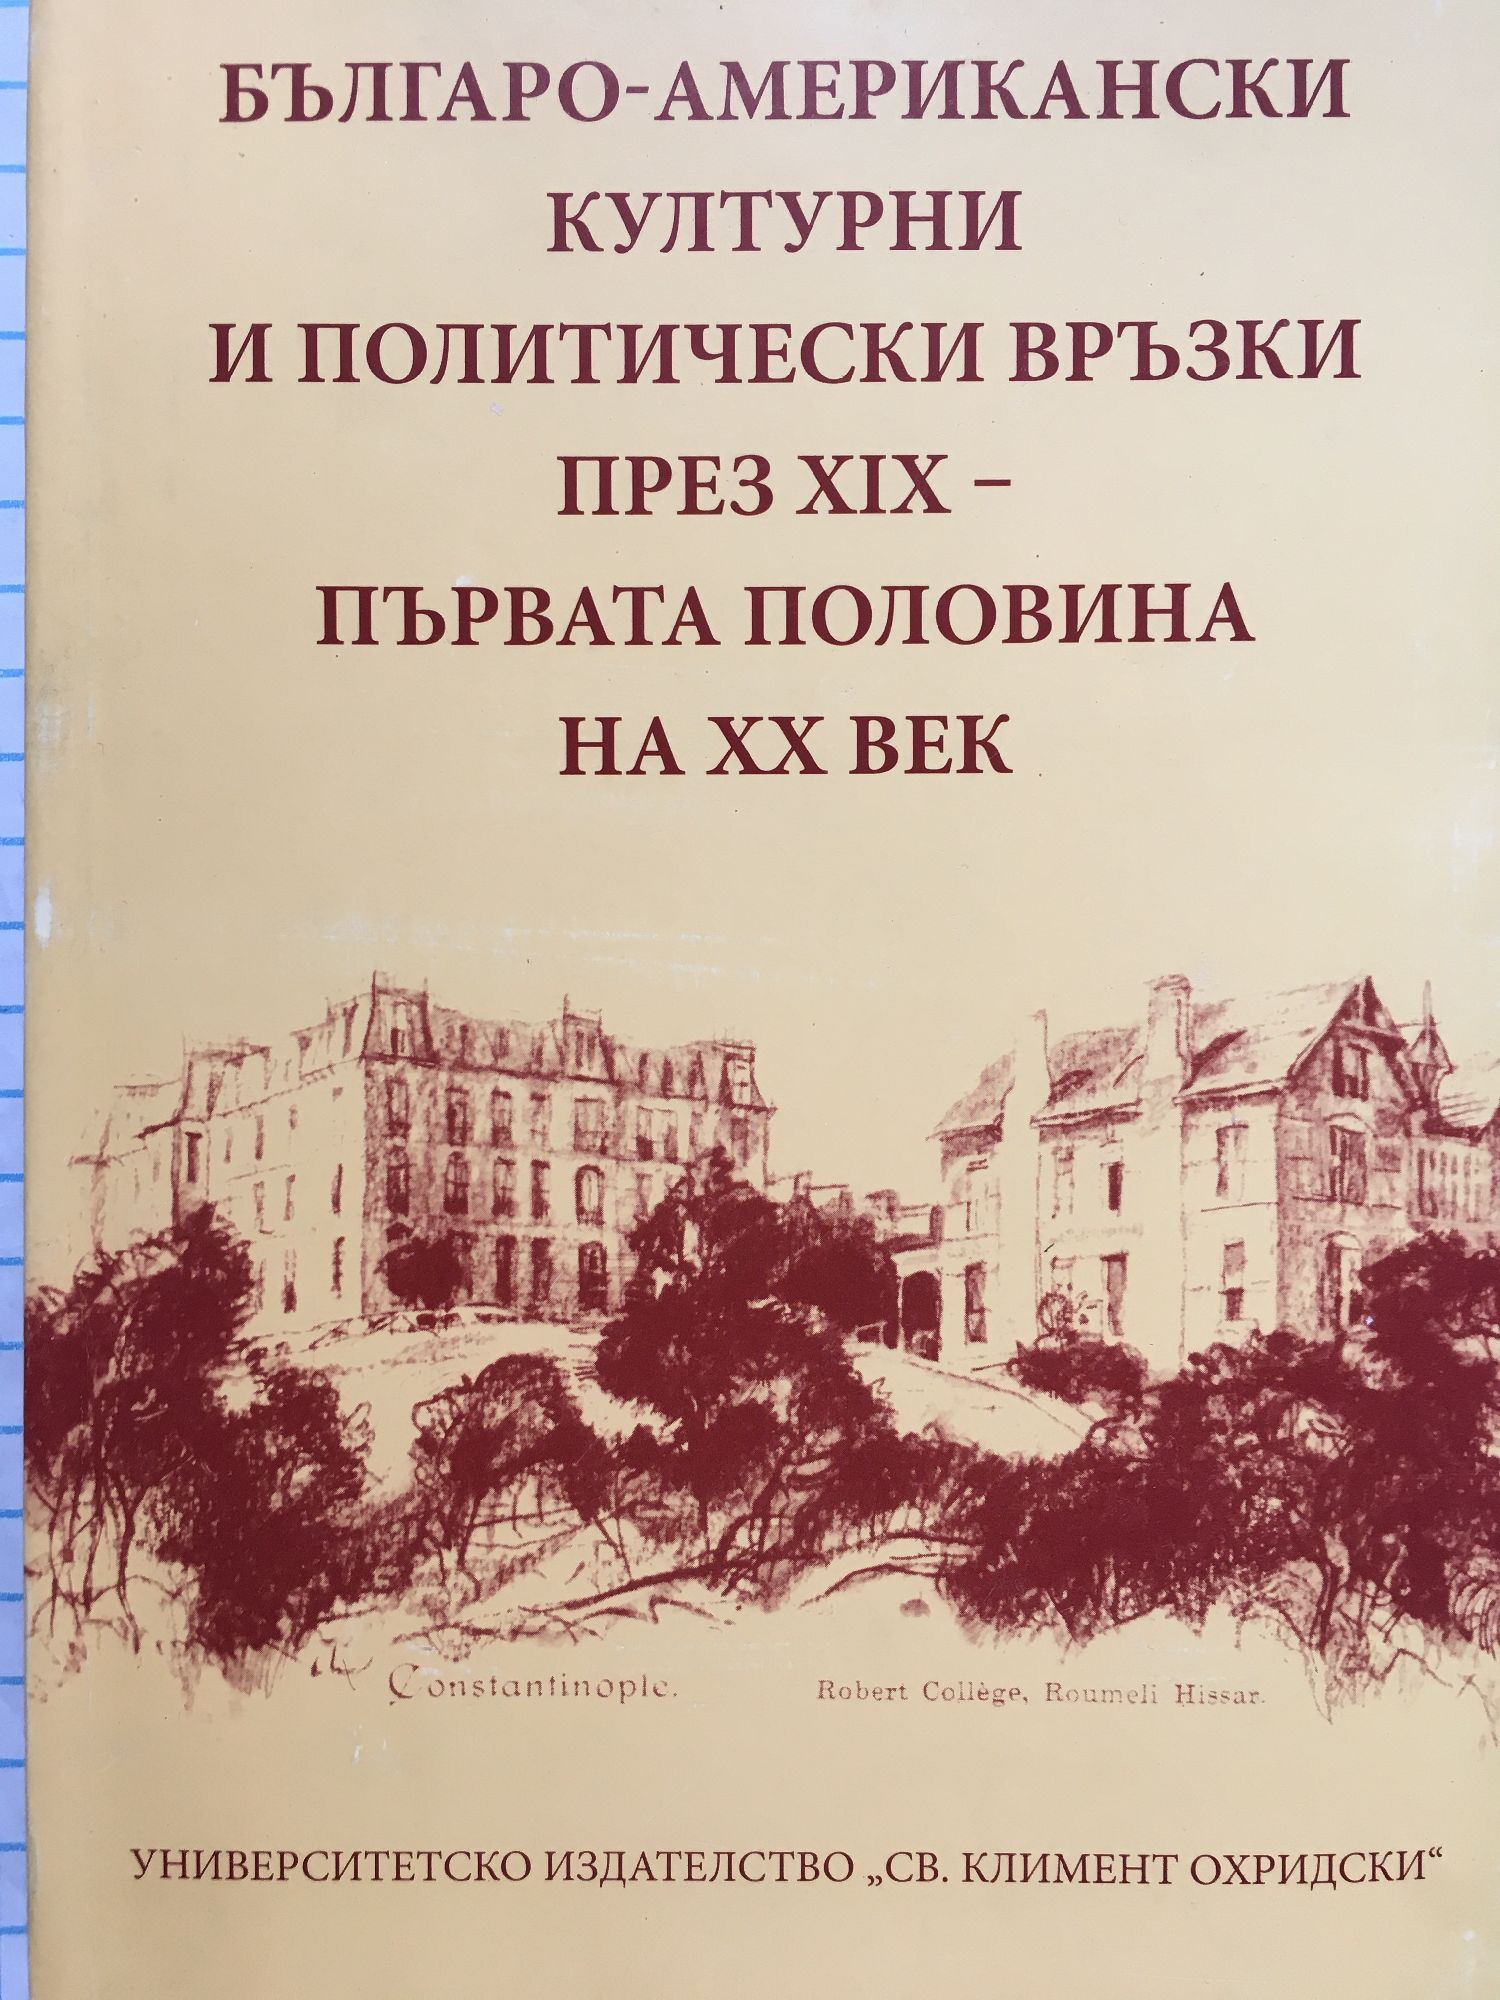 БЪЛГАРО-АМЕРИКАНСКИ
КУЛТУРНИ
И ПОЛИТИЧЕСКИ ВРЪЗКИ
ПРЕЗ XIX –
ПЪРВАТА ПОЛОВИНА
НА XX ВЕК
Constantinople. Robert Collège, Roumeli Hissar.
УНИВЕРСИТЕТСКО ИЗДАТЕЛСТВО „СВ. КЛИМЕНТ ОХРИДСКИ“